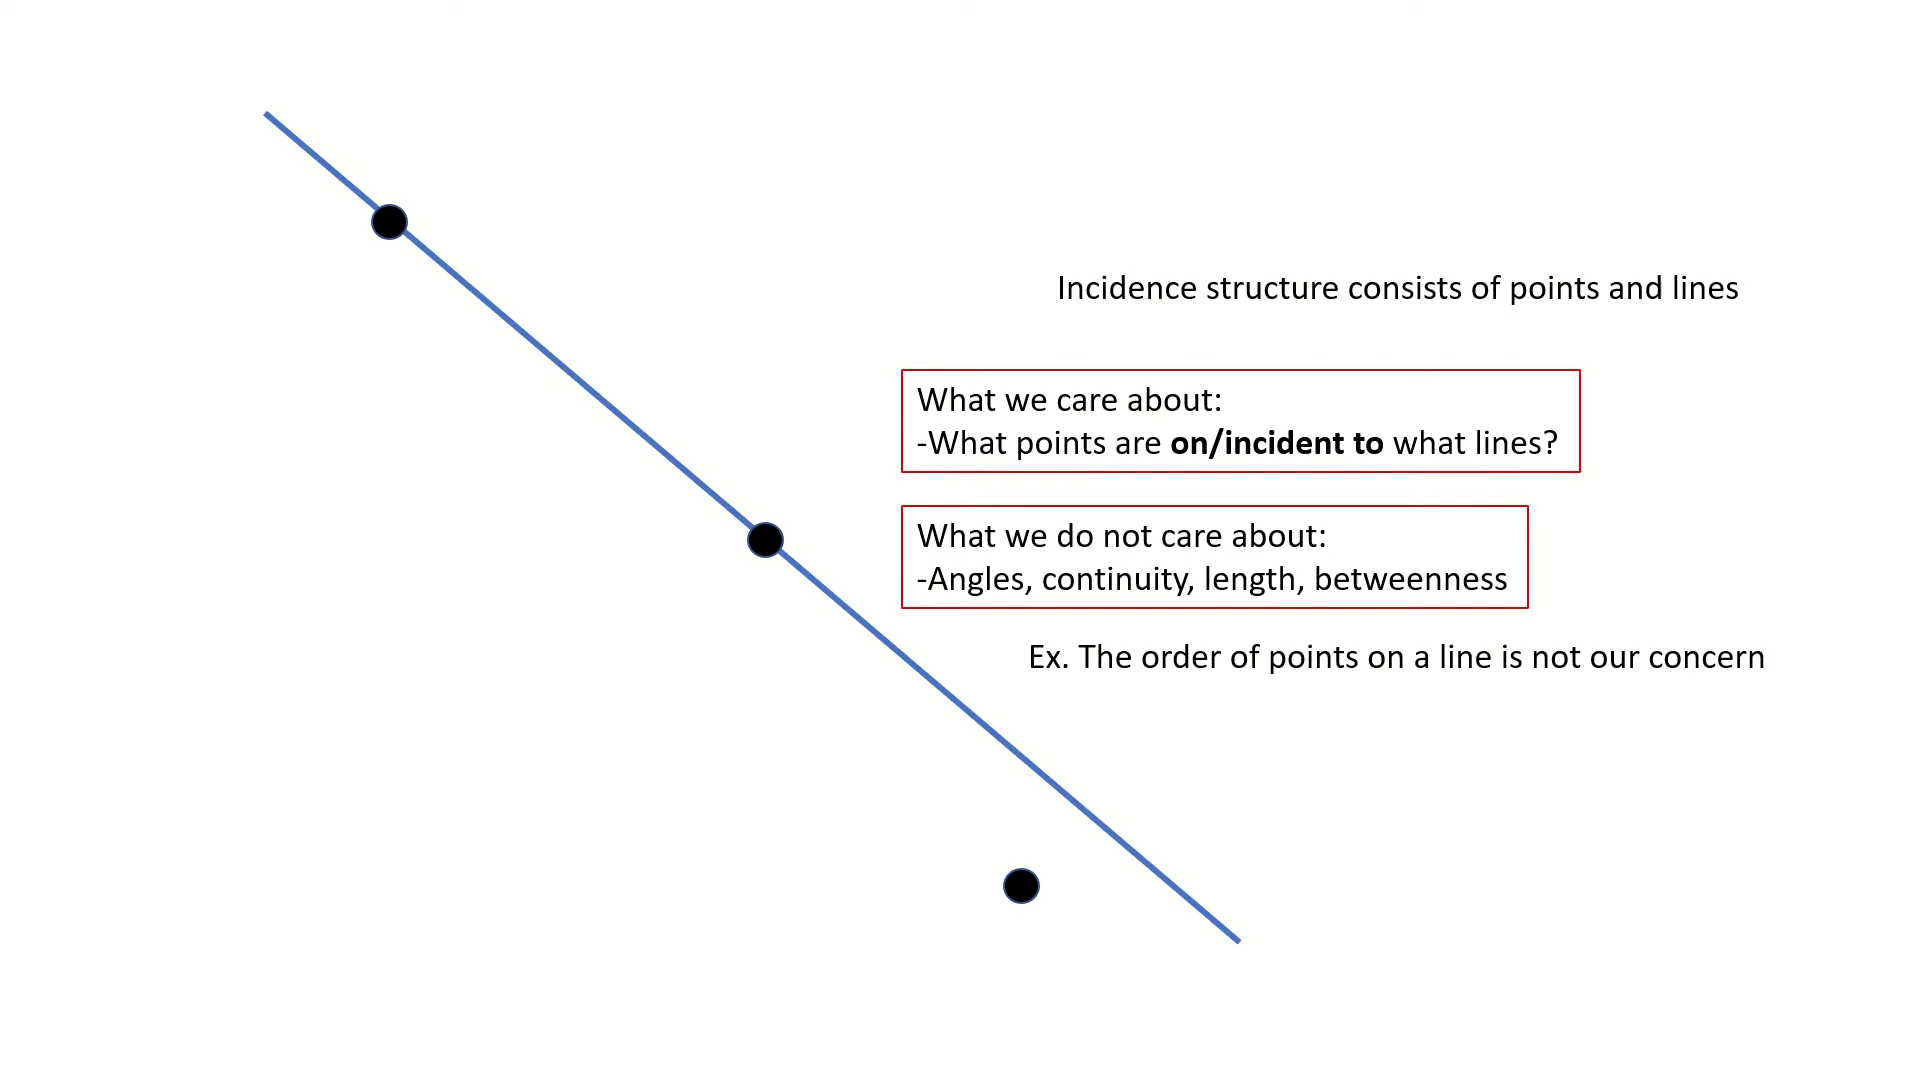 Incidence structure consists of points and lines
What we care about:
-What points are on/incident to what lines?
What we do not care about:
-Angles, continuity, length, betweenness
Ex. The order of points on a line is not our concern